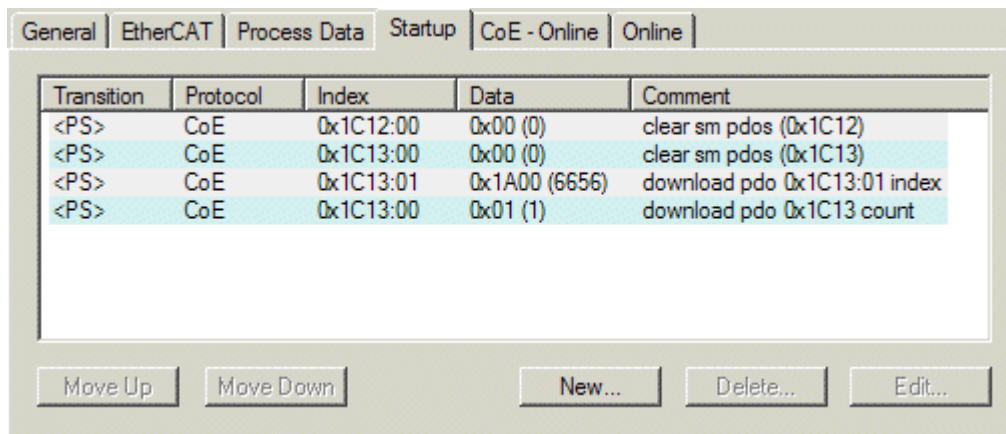 General EtherCAT Process Data Startup CoE - Online Online
Transition Protocol Index Data Comment
<PS> CoE 0x1C12:00 0x00 (0) clear sm pdos (0x1C12)
<PS> CoE 0x1C13:00 0x00 (0) clear sm pdos (0x1C13)
<PS> CoE 0x1C13:01 0x1A00 (6656) download pdo 0x1C13:01 index
<PS> CoE 0x1C13:00 0x01 (1) download pdo 0x1C13 count
Move Up Move Down New... Delete... Edit...